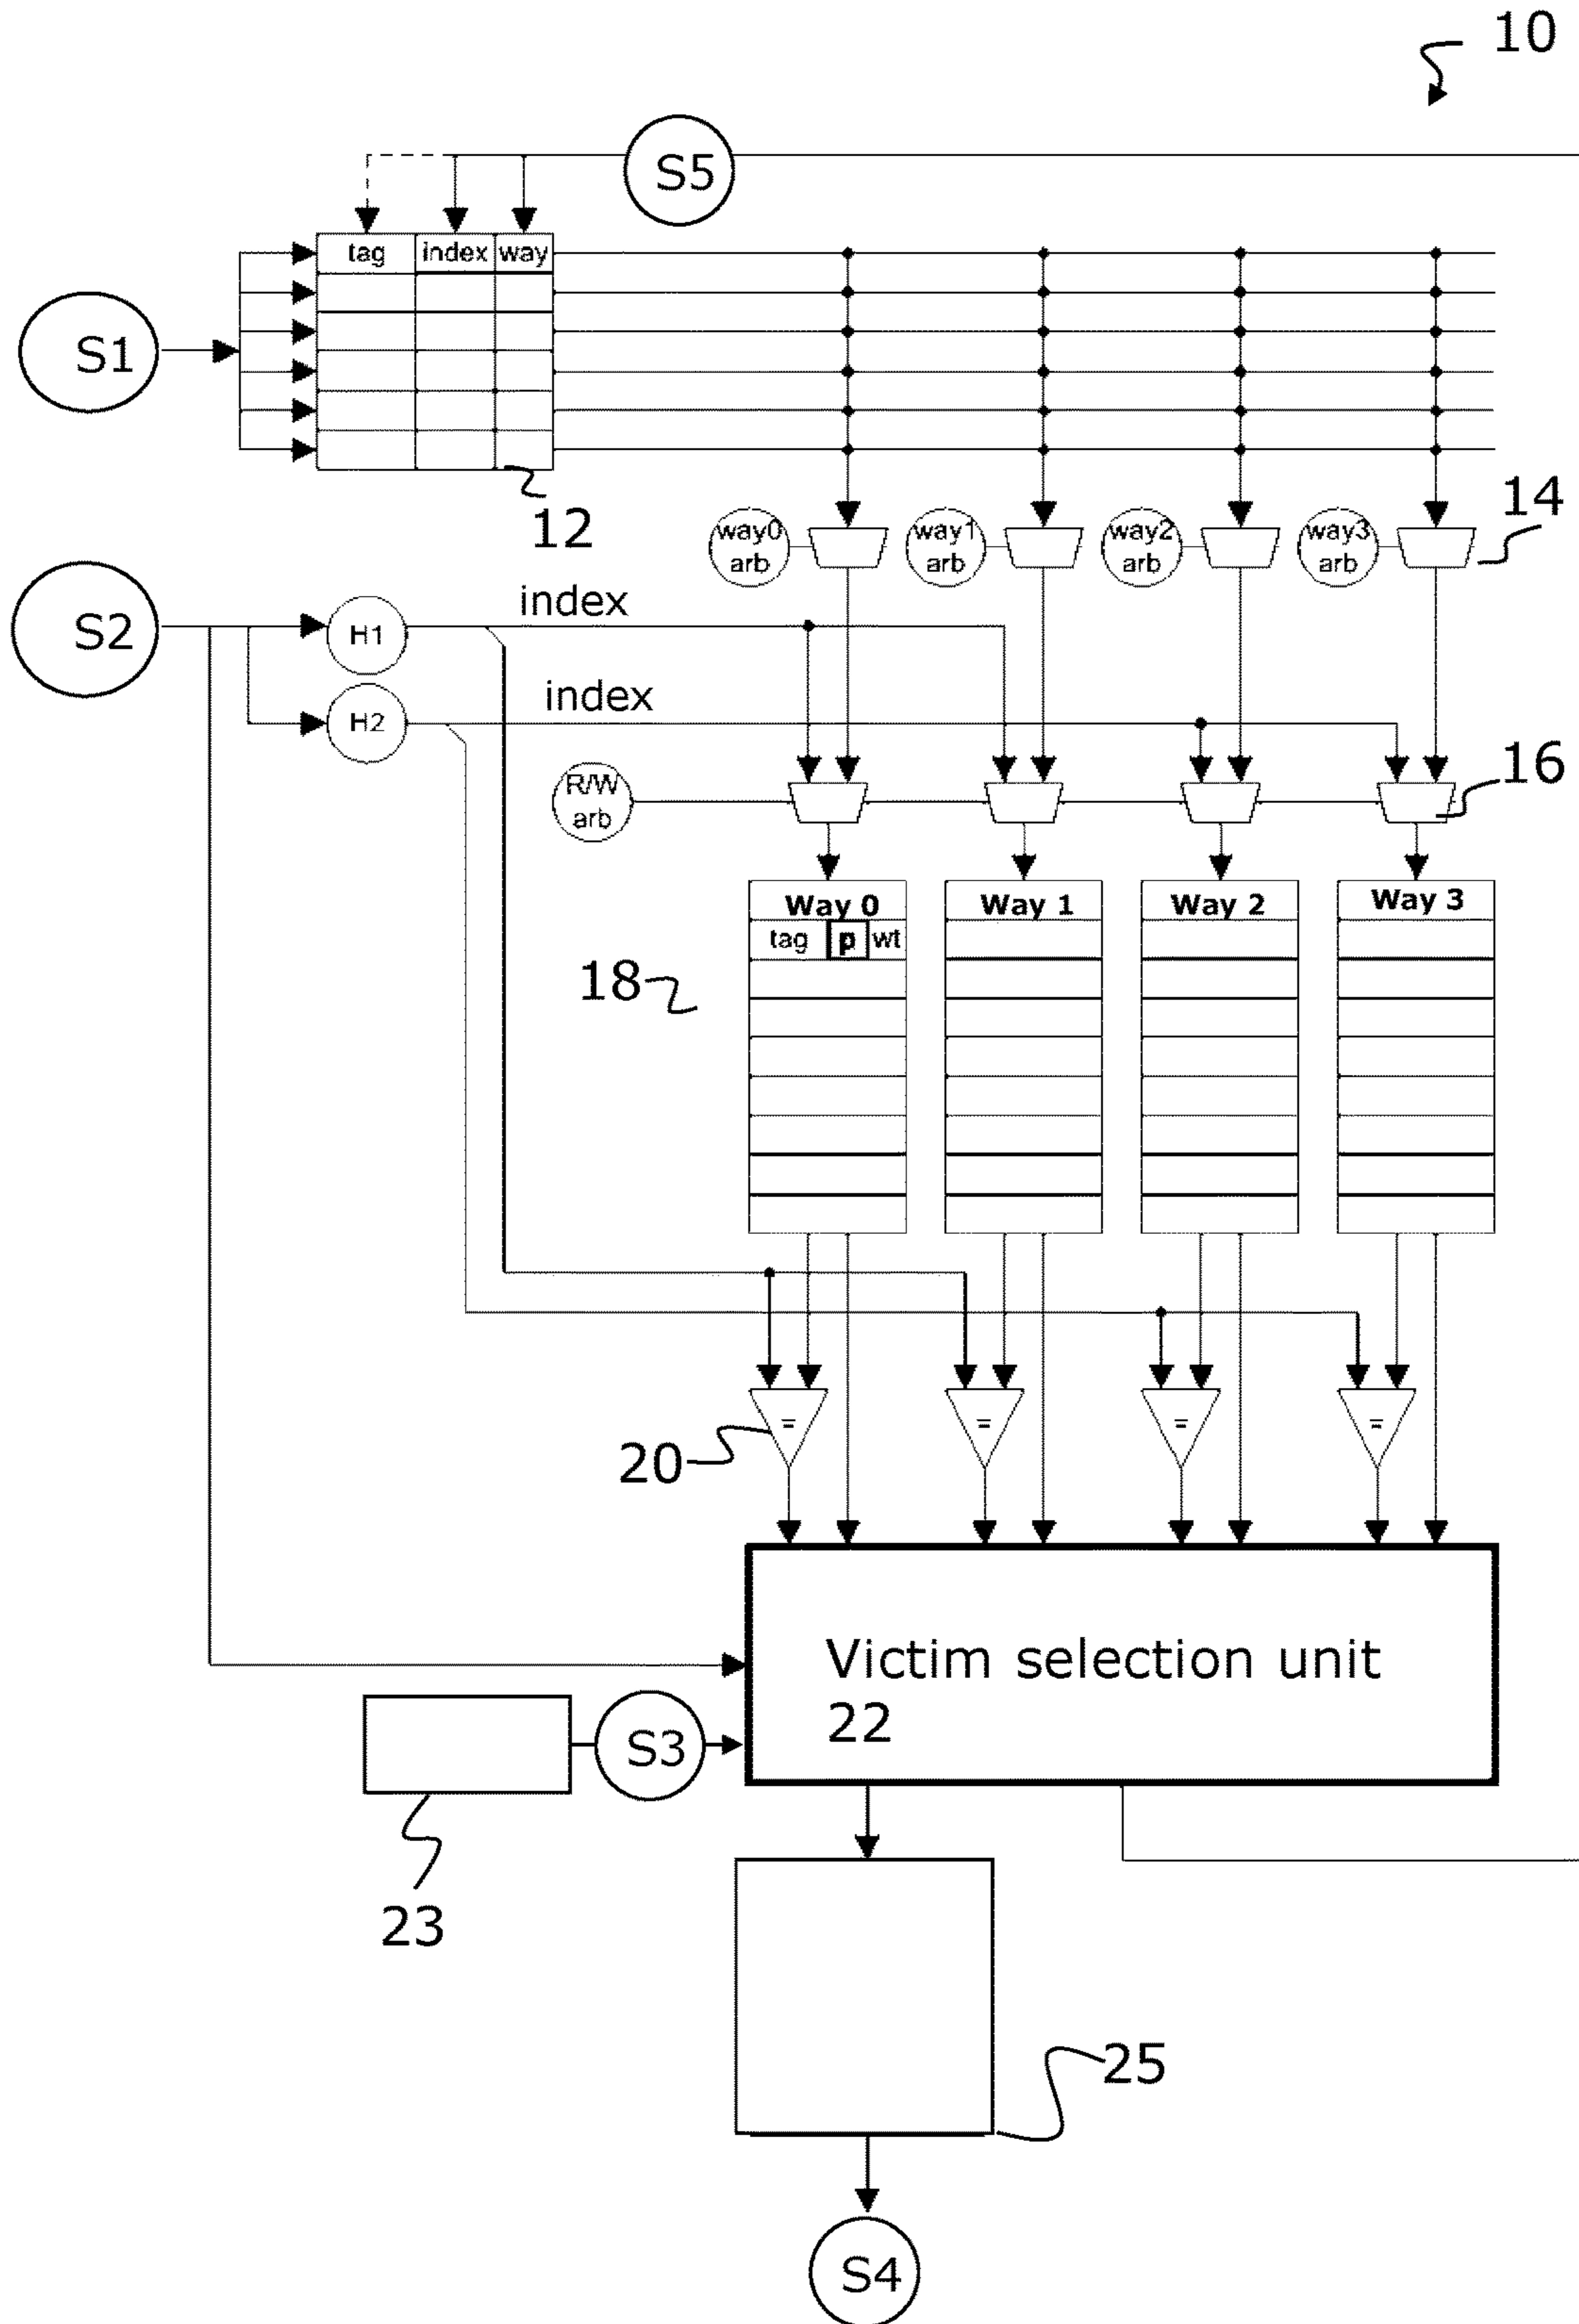 10
S5
tag index way
S1
12
14
way0 arb
way1 arb
way2 arb
way3 arb
S2
H1
index
H2
index
R/W arb
16
Way 0
Way 1
Way 2
Way 3
tag p wt
18
=
=
=
=
20
Victim selection unit
22
S3
23
25
S4